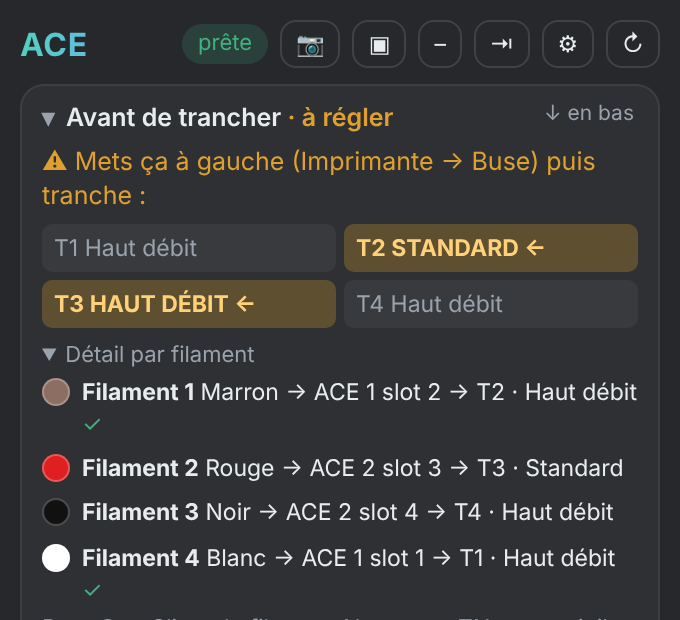 ACE
prête
▼ Avant de trancher · à régler
↓ en bas
⚠ Mets ça à gauche (Imprimante → Buse) puis
tranche :
T1 Haut débit
T2 STANDARD ←
T3 HAUT DÉBIT ←
T4 Haut débit
▼ Détail par filament
Filament 1 Marron → ACE 1 slot 2 → T2 · Haut débit
✓
Filament 2 Rouge → ACE 2 slot 3 → T3 · Standard
Filament 3 Noir → ACE 2 slot 4 → T4 · Haut débit
Filament 4 Blanc → ACE 1 slot 1 → T1 · Haut débit
✓